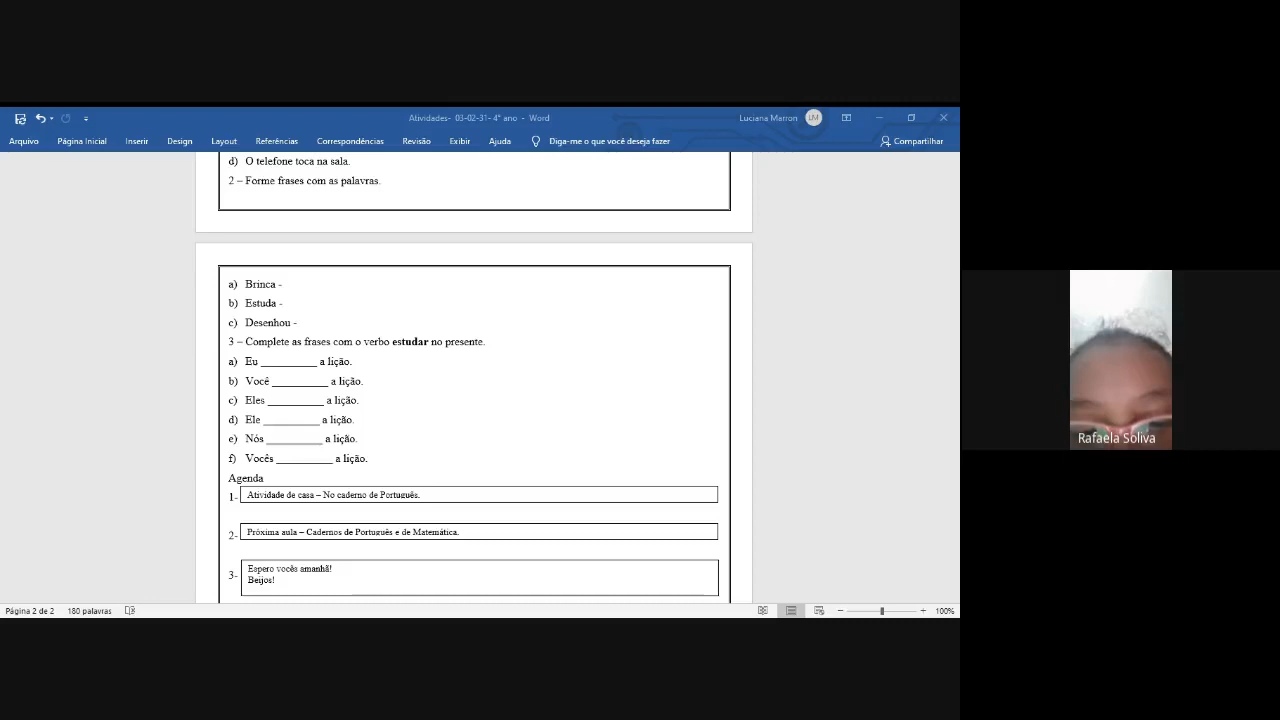 Atividades- 03-02-31- 4° ano - Word
Luciana Marron LM
Arquivo Página Inicial Inserir Design Layout Referências Correspondências Revisão Exibir Ajuda Diga-me o que você deseja fazer Compartilhar
d) O telefone toca na sala.
2 – Forme frases com as palavras.
a) Brinca -
b) Estuda -
c) Desenhou -
3 – Complete as frases com o verbo estudar no presente.
a) Eu __________ a lição.
b) Você __________ a lição.
c) Eles __________ a lição.
d) Ele __________ a lição.
e) Nós __________ a lição.
f) Vocês __________ a lição.
Agenda
1- Atividade de casa – No caderno de Português.
2- Próxima aula – Cadernos de Português e de Matemática.
3- Espero vocês amanhã!
Beijos!
Rafaela Soliva
Página 2 de 2 180 palavras 100%